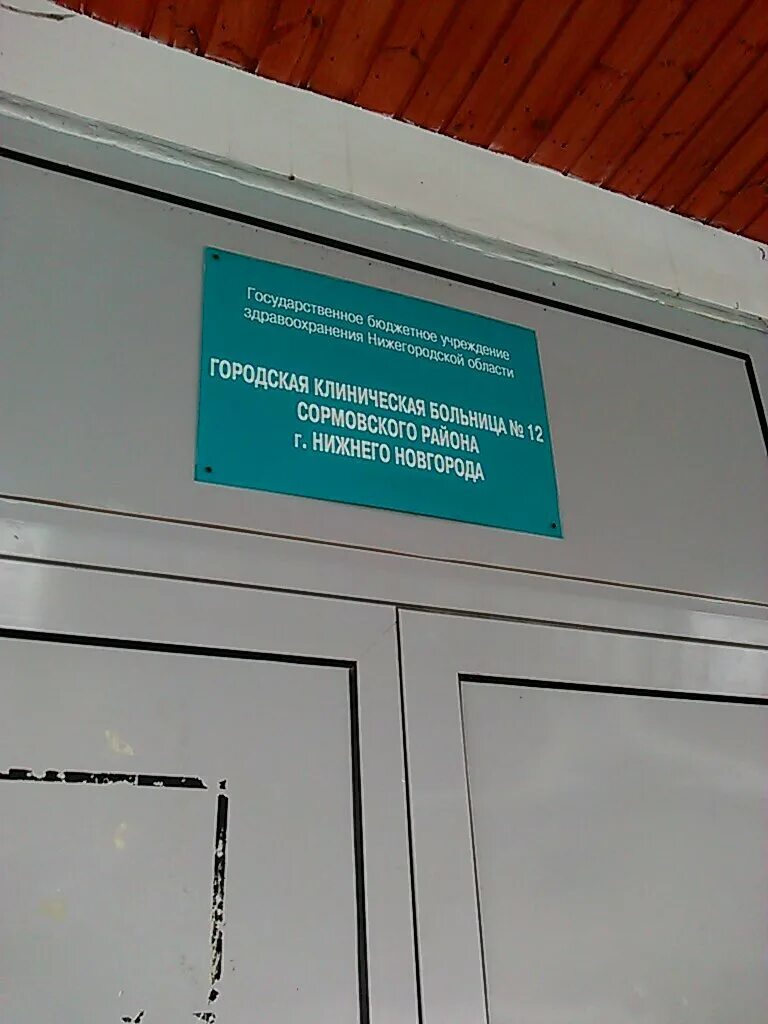 Государственное бюджетное учреждение
здравоохранения Нижегородской области
ГОРОДСКАЯ КЛИНИЧЕСКАЯ БОЛЬНИЦА № 12
СОРМОВСКОГО РАЙОНА
г. НИЖНЕГО НОВГОРОДА